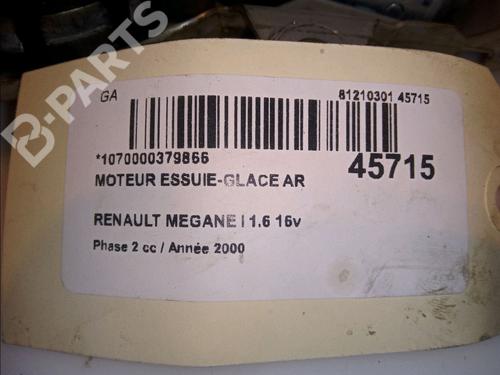 GA
81210301 45715
*1070000379866
45715
MOTEUR ESSUIE-GLACE AR
RENAULT MEGANE I 1.6 16v
Phase 2 cc / Année 2000
B-PARTS